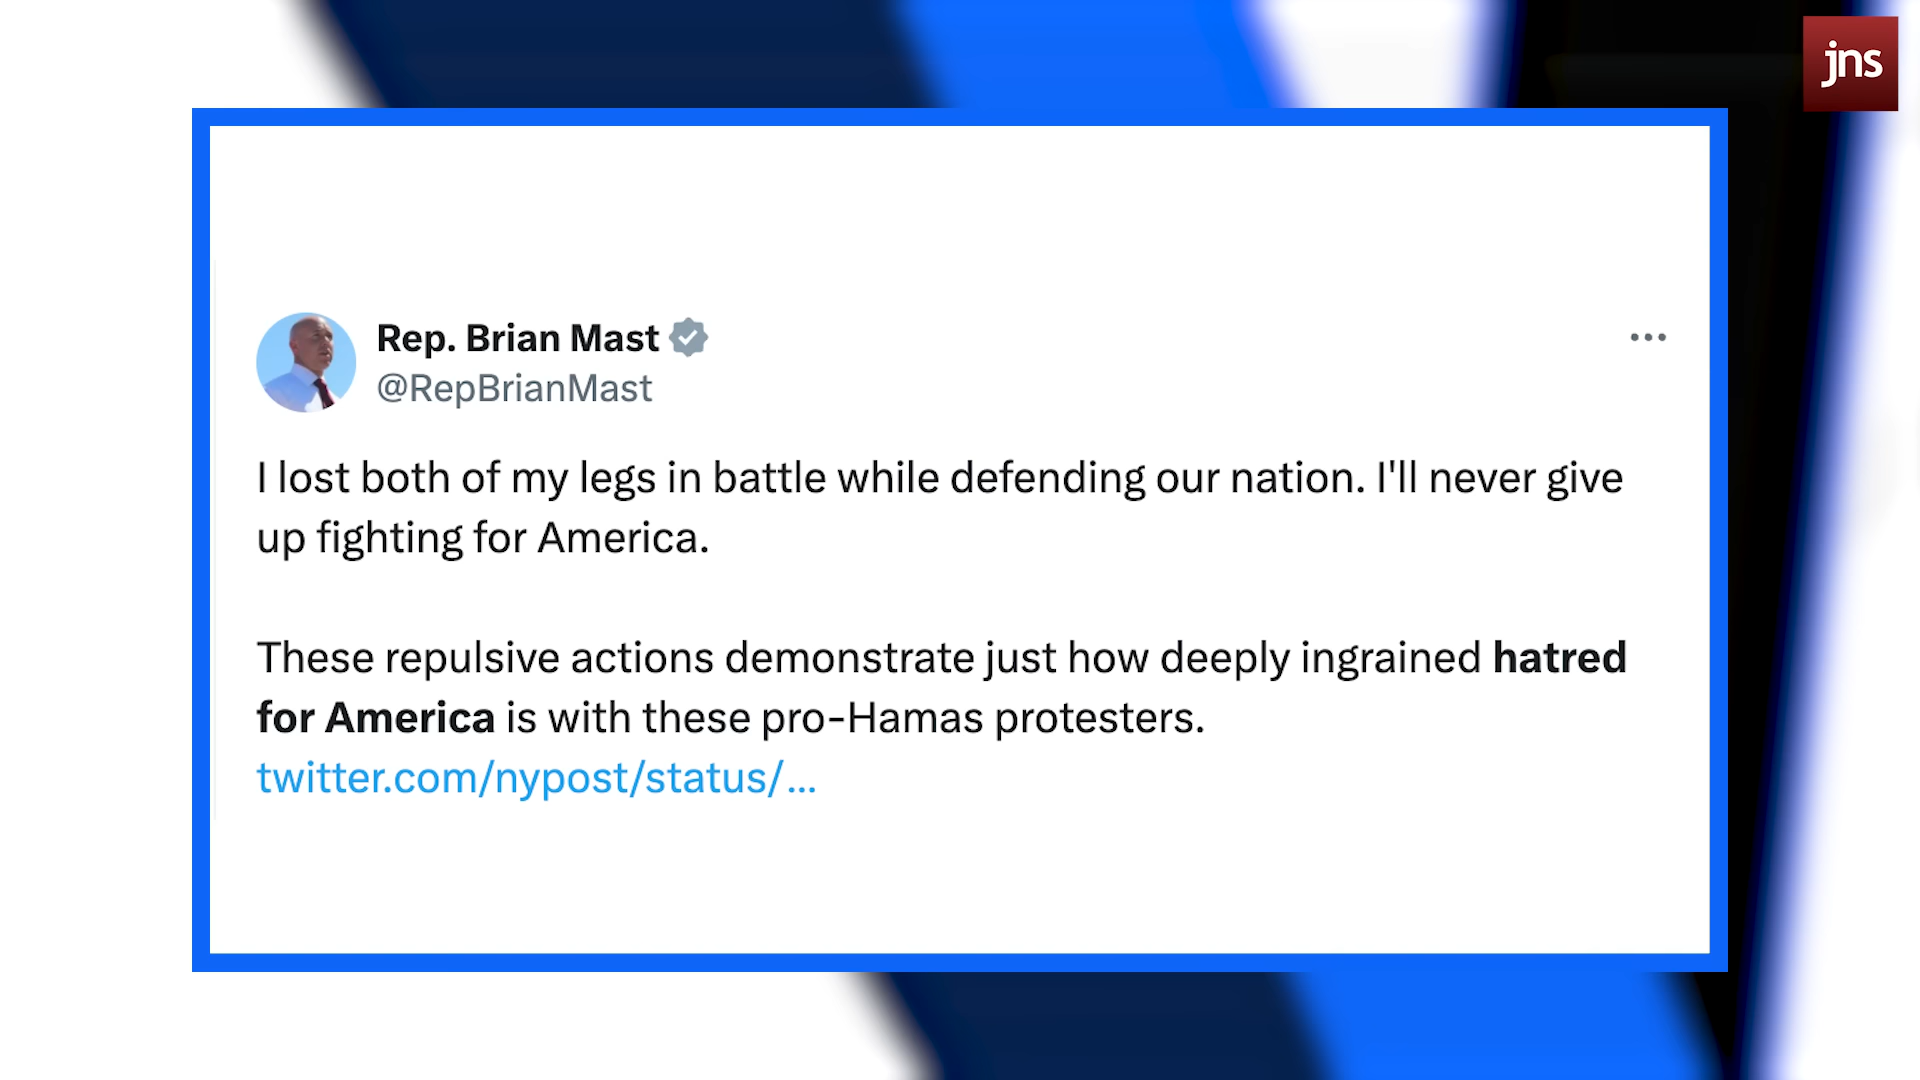 jns
Rep. Brian Mast
@RepBrianMast
I lost both of my legs in battle while defending our nation. I'll never give
up fighting for America.
These repulsive actions demonstrate just how deeply ingrained hatred
for America is with these pro-Hamas protesters.
twitter.com/nypost/status/...